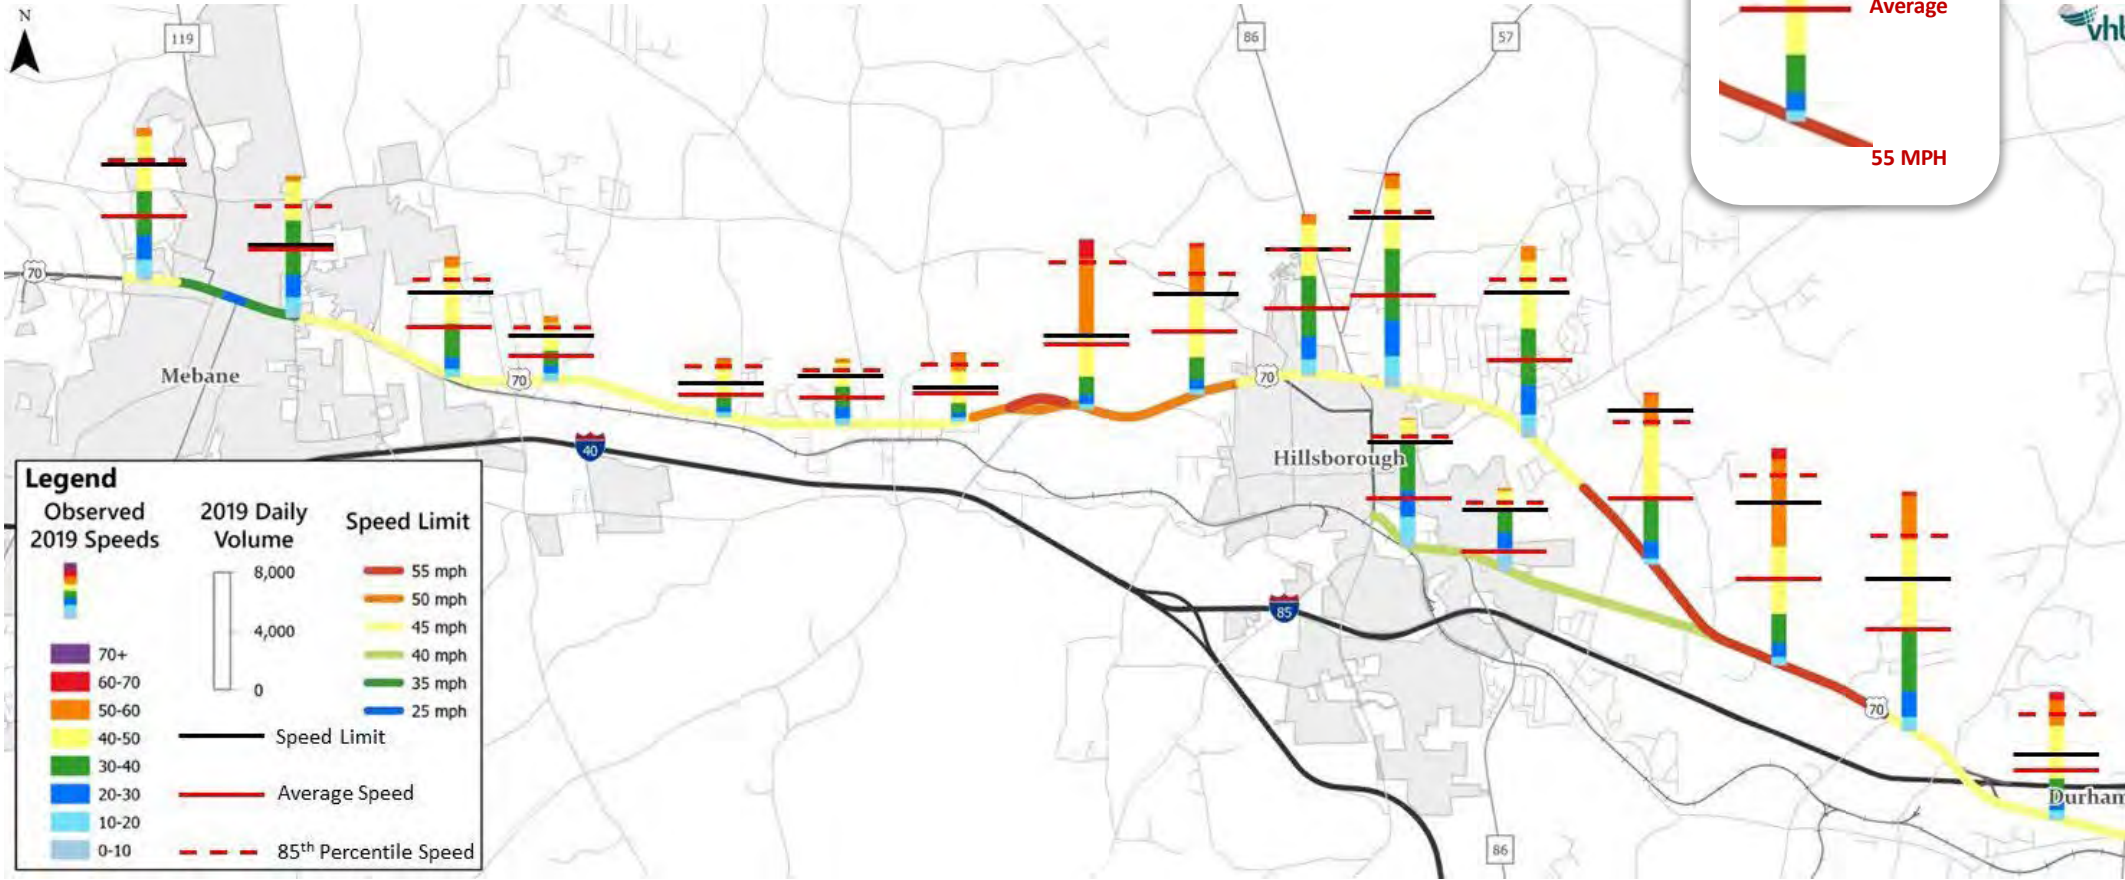 N
119
86
57
Average
vhb
55 MPH
70
Mebane
70
70
40
Hillsborough
85
70
Durham
86
Legend
Observed
2019 Speeds
70+
60-70
50-60
40-50
30-40
20-30
10-20
0-10
2019 Daily
Volume
8,000
4,000
0
Speed Limit
55 mph
50 mph
45 mph
40 mph
35 mph
25 mph
Speed Limit
Average Speed
85th Percentile Speed